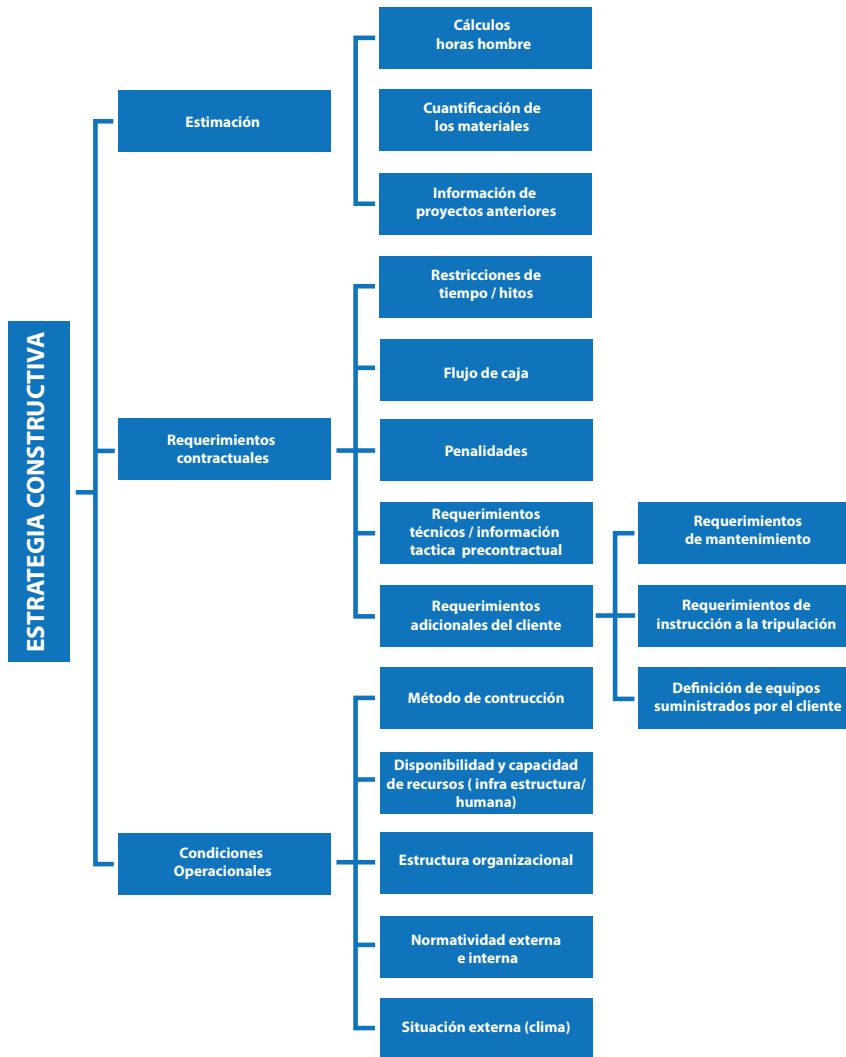 ESTRATEGIA CONSTRUCTIVA
Estimación
Cálculos
horas hombre
Cuantificación de
los materiales
Información de
proyectos anteriores
Requerimientos
contractuales
Restricciones de
tiempo / hitos
Flujo de caja
Penalidades
Requerimientos
técnicos / información
tactica precontractual
Requerimientos
adicionales del cliente
Requerimientos
de mantenimiento
Requerimientos de
instrucción a la tripulación
Definición de equipos
suministrados por el cliente
Condiciones
Operacionales
Método de contrucción
Disponibilidad y capacidad
de recursos ( infra estructura/
humana)
Estructura organizacional
Normatividad externa
e interna
Situación externa (clima)